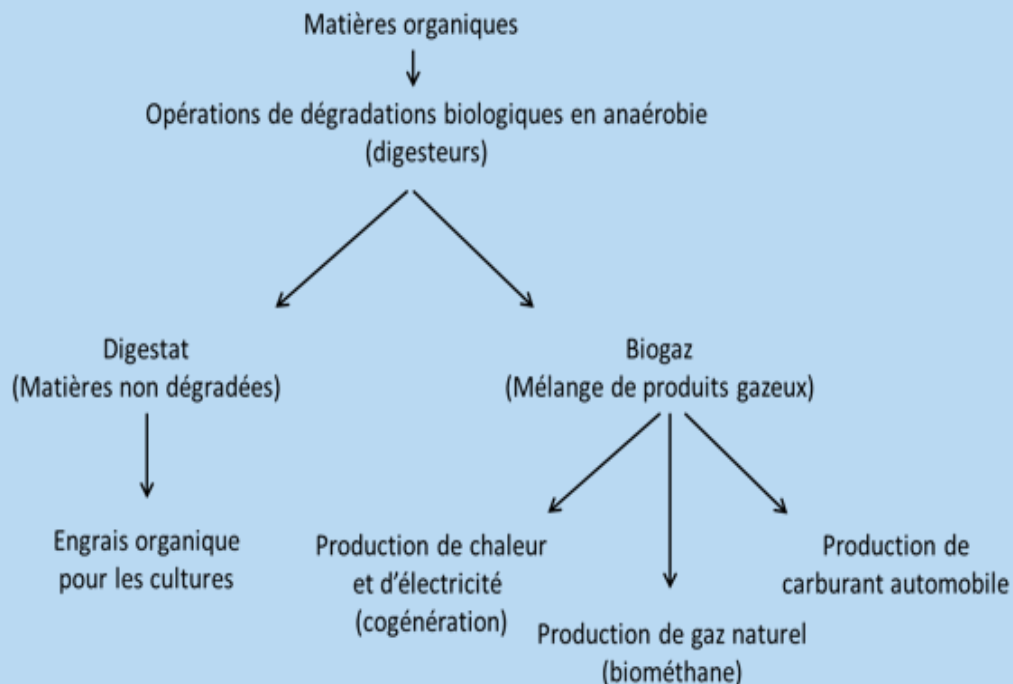 Matières organiques
Opérations de dégradations biologiques en anaérobie
(digesteurs)
Digestat
(Matières non dégradées)
Biogaz
(Mélange de produits gazeux)
Engrais organique
pour les cultures
Production de chaleur
et d'électricité
(cogénération)
Production de gaz naturel
(biométhane)
Production de
carburant automobile